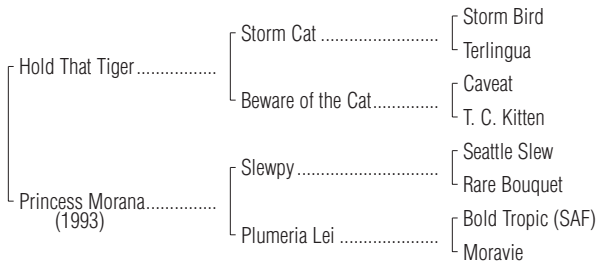 Storm Bird
Storm Cat
Terlingua
Hold That Tiger
Caveat
Beware of the Cat
T. C. Kitten
Seattle Slew
Slewpy
Rare Bouquet
Princess Morana
(1993)
Bold Tropic (SAF)
Plumeria Lei
Moravie